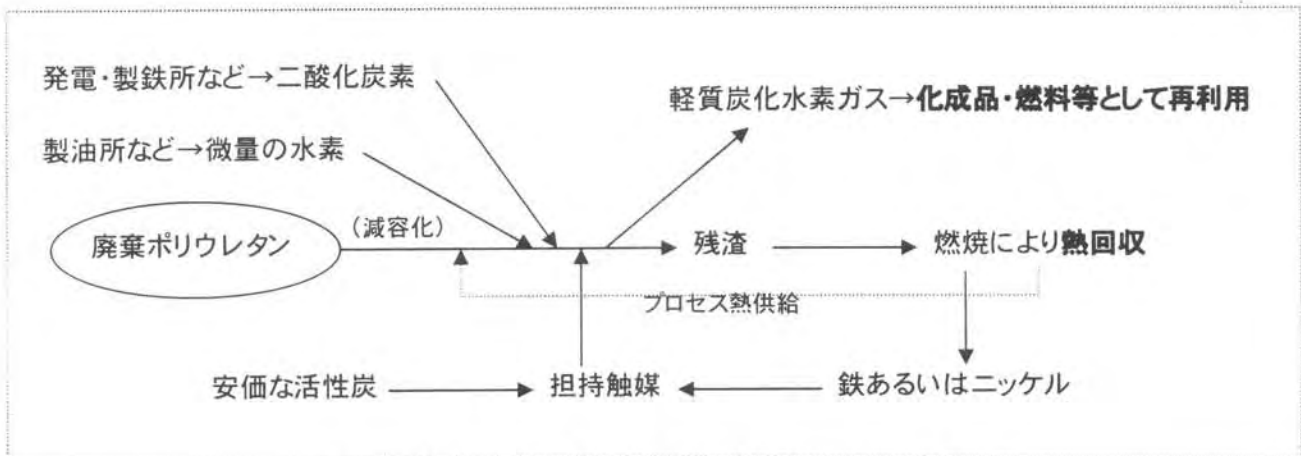 発電・製鉄所など→二酸化炭素
軽質炭化水素ガス→化成品・燃料等として再利用
製油所など→微量の水素
廃棄ポリウレタン
（減容化）
残渣
燃焼により熱回収
プロセス熱供給
安価な活性炭
担持触媒
鉄あるいはニッケル